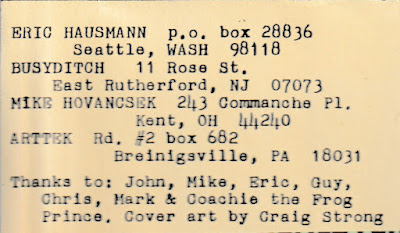 ERIC HAUSMANN p.o. box 28836
Seattle, WASH 98118
BUSYDITCH 11 Rose St.
East Rutherford, NJ 07073
MIKE HOVANCSEK 243 Commanche Pl.
Kent, OH 44240
ARTTEK Rd. #2 box 682
Breinigsville, PA 18031
Thanks to: John, Mike, Eric, Guy,
Chris, Mark & Coachie the Frog
Prince. Cover art by Craig Strong